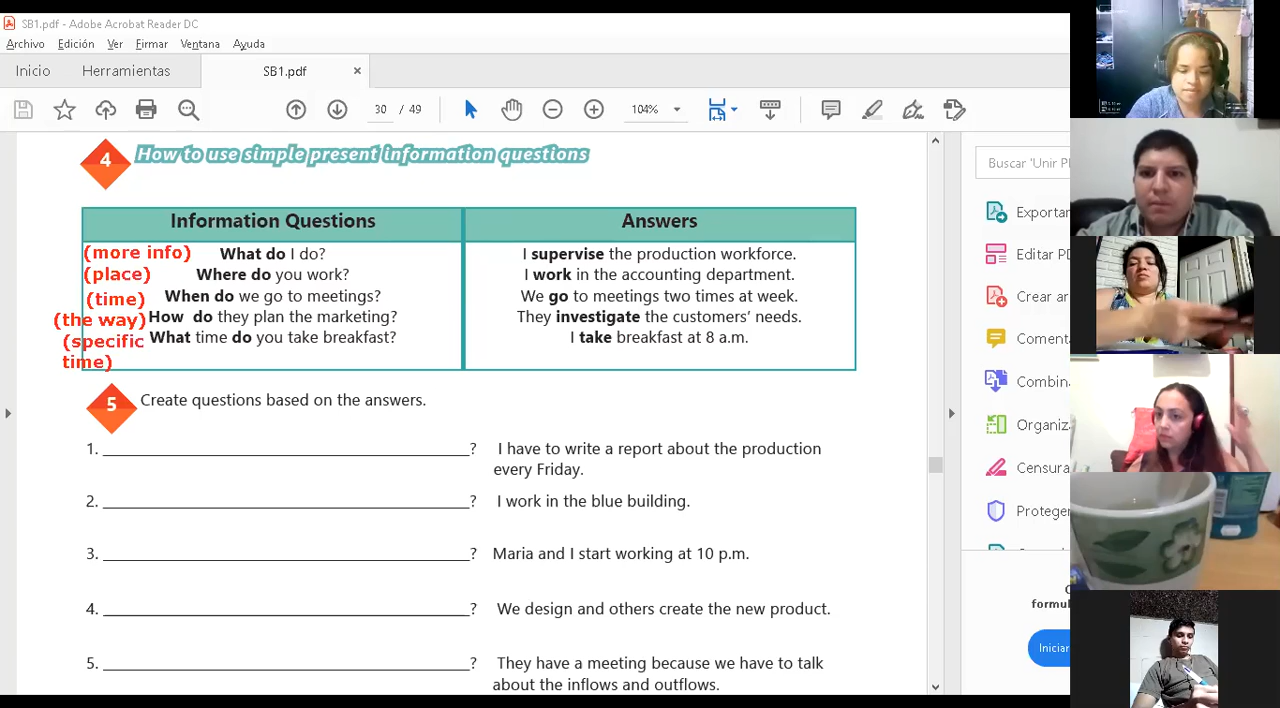 SB1.pdf - Adobe Acrobat Reader DC
Archivo Edición Ver Firmar Ventana Ayuda
Inicio Herramientas SB1.pdf ×
30 / 49 104%
4 How to use simple present information questions
Information Questions Answers
(more info) What do I do? I supervise the production workforce.
(place) Where do you work? I work in the accounting department.
(time) When do we go to meetings? We go to meetings two times at week.
(the way) How do they plan the marketing? They investigate the customers’ needs.
(specific What time do you take breakfast? I take breakfast at 8 a.m.
time)
5 Create questions based on the answers.
1. ? I have to write a report about the production
every Friday.
2. ? I work in the blue building.
3. ? Maria and I start working at 10 p.m.
4. ? We design and others create the new product.
5. ? They have a meeting because we have to talk
about the inflows and outflows.
Buscar 'Unir P
Exportar
Editar PD
Crear ar
Comenta
Combin
Organiza
Censura
Proteger
formul
Iniciar